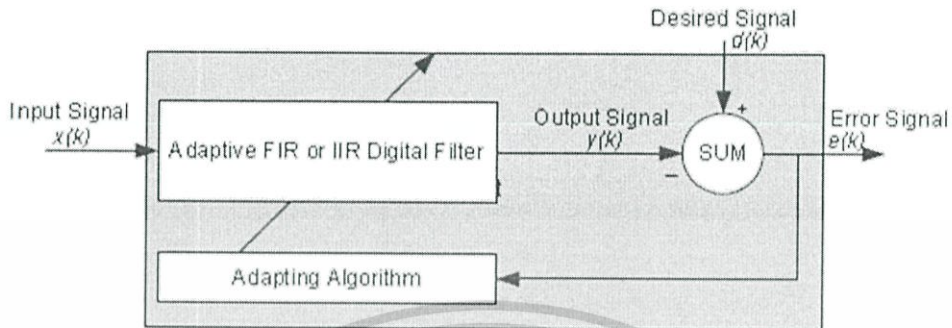 Desired Signal
d(k)
Input Signal
x(k)
Adaptive FIR or IIR Digital Filter
Output Signal
y(k)
+
SUM
−
Error Signal
e(k)
Adapting Algorithm